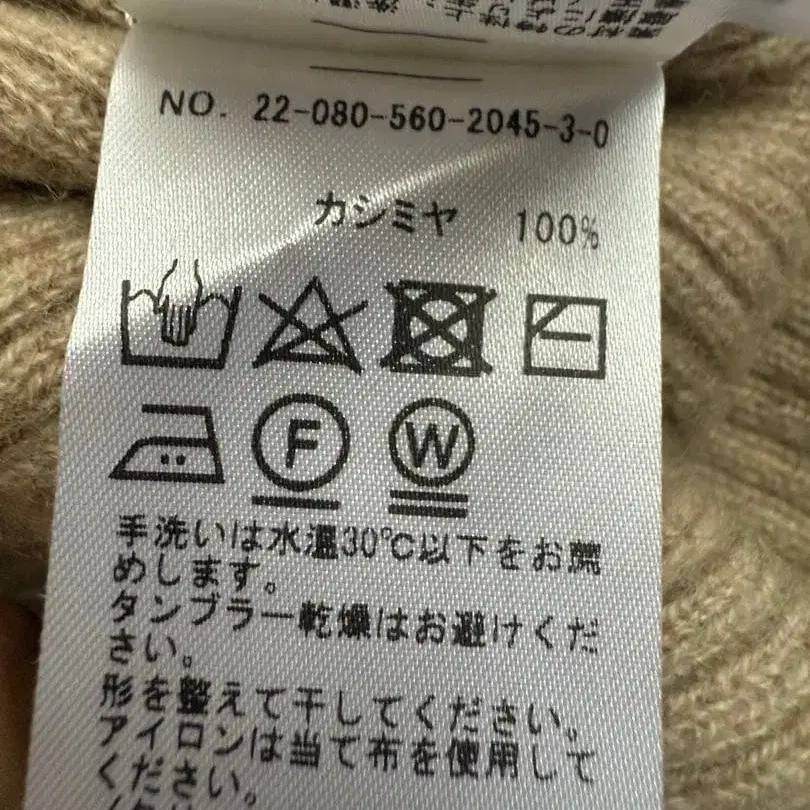 NO. 22-080-560-2045-3-0
カシミヤ 100%
F
W
手洗いは水温30℃以下をお薦
めします。
タンブラー乾燥はお避けくだ
さい。
形を整えて干してください。
アイロンは当て布を使用して
ください。